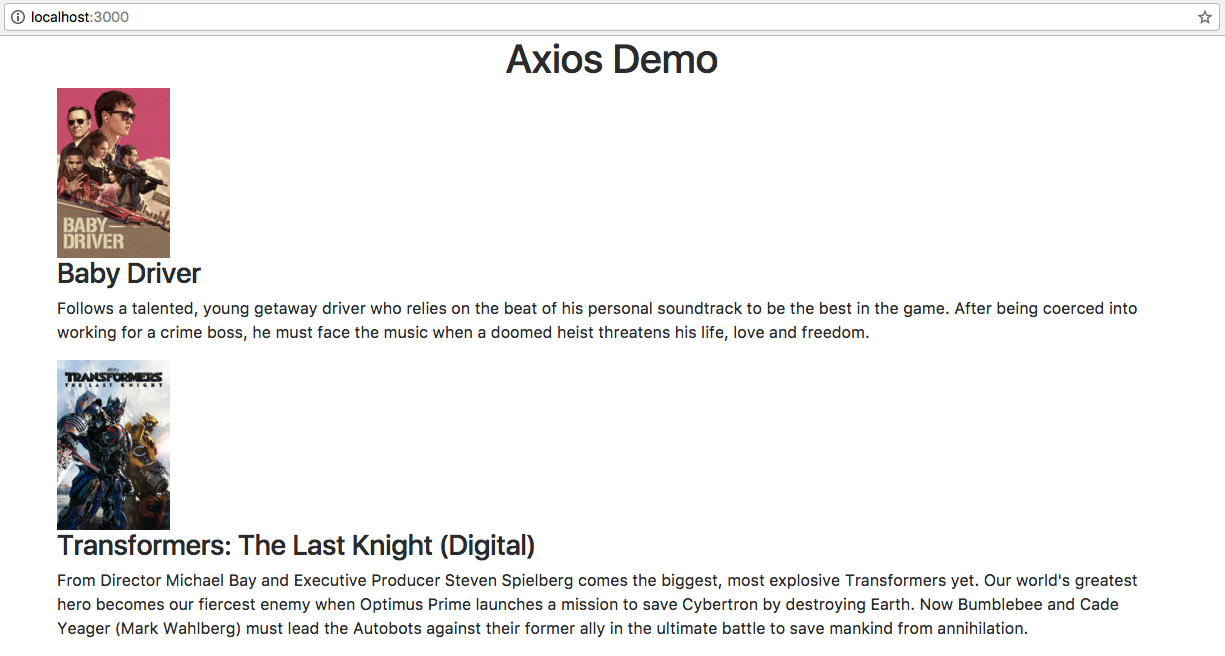 localhost:3000
Axios Demo
BABY
DRIVER
Baby Driver
Follows a talented, young getaway driver who relies on the beat of his personal soundtrack to be the best in the game. After being coerced into
working for a crime boss, he must face the music when a doomed heist threatens his life, love and freedom.
TRANSFORMERS
THE LAST KNIGHT
Transformers: The Last Knight (Digital)
From Director Michael Bay and Executive Producer Steven Spielberg comes the biggest, most explosive Transformers yet. Our world's greatest
hero becomes our fiercest enemy when Optimus Prime launches a mission to save Cybertron by destroying Earth. Now Bumblebee and Cade
Yeager (Mark Wahlberg) must lead the Autobots against their former ally in the ultimate battle to save mankind from annihilation.